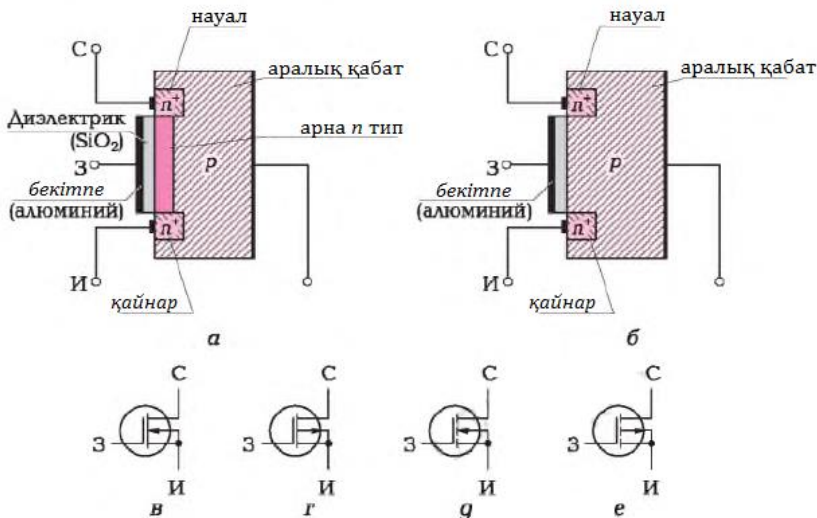 науал
С
аралық қабат
n⁺
Диэлектрик
(SiO₂)
арна n тип
З
p
бекітпе
(алюминий)
n⁺
И
қайнар
а
науал
С
аралық қабат
n⁺
З
p
бекітпе
(алюминий)
n⁺
И
қайнар
б
С
З
И
в
С
З
И
г
С
З
И
д
С
З
И
е